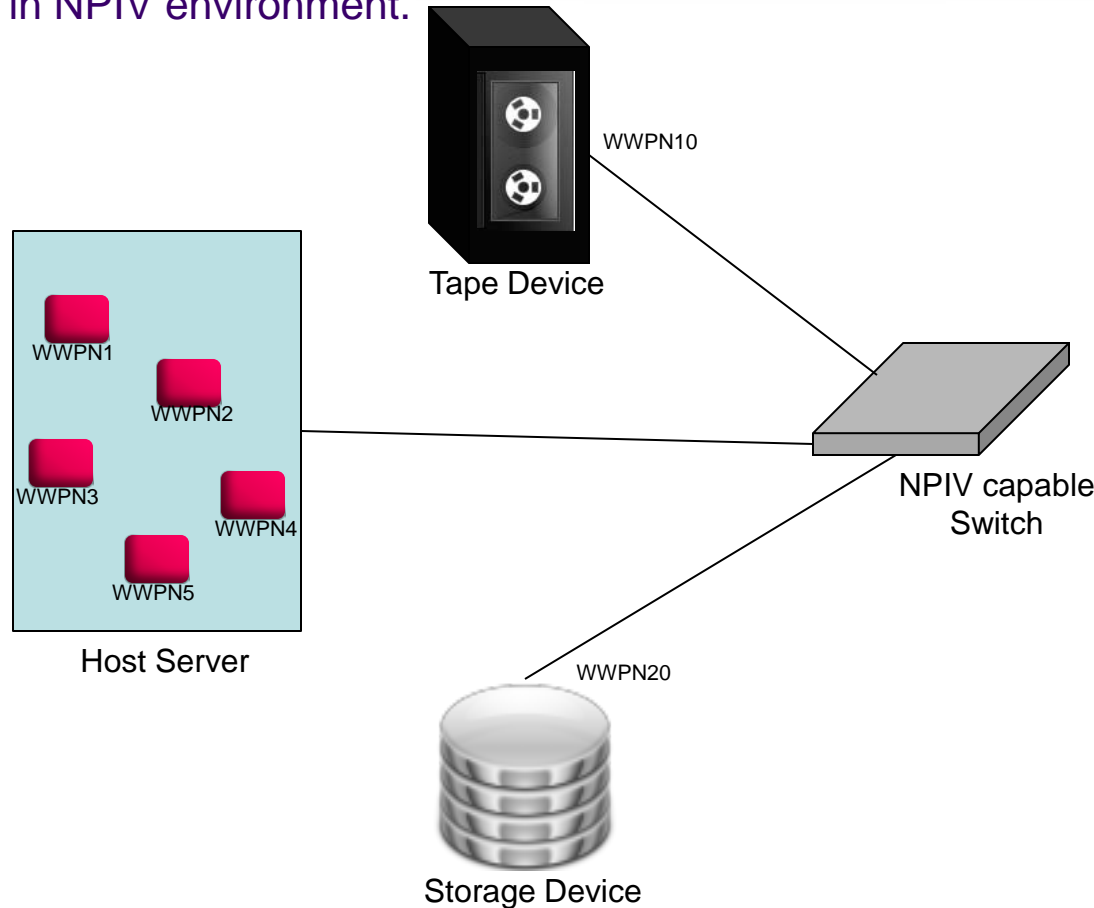 in NPIV environment.
WWPN10
Tape Device
WWPN1
WWPN2
WWPN3
WWPN4
WWPN5
Host Server
NPIV capable
Switch
WWPN20
Storage Device